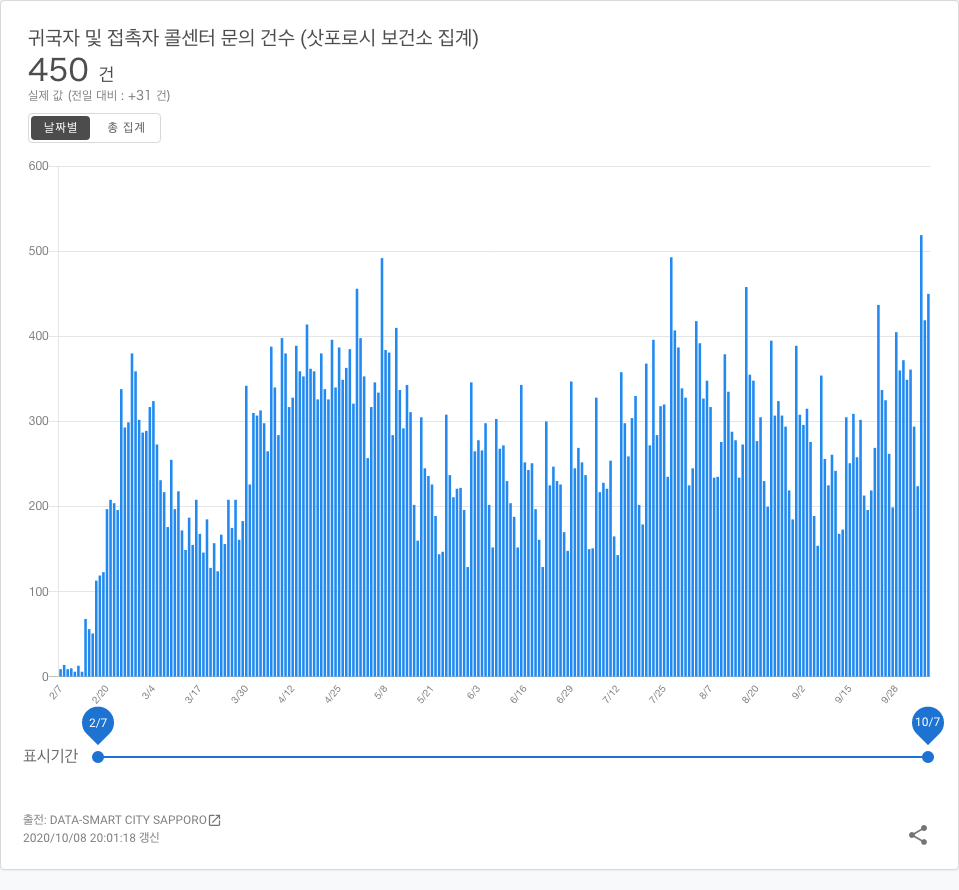 귀국자 및 접촉자 콜센터 문의 건수 (삿포로시 보건소 집계)
450 건
실제 값 (전일 대비 : +31 건)
날짜별 총 집계
600
500
400
300
200
100
0
2/7 2/20 3/4 3/17 3/30 4/12 4/25 5/8 5/21 6/3 6/16 6/29 7/12 7/25 8/7 8/20 9/2 9/15 9/28
2/7 10/7
표시기간
출전: DATA-SMART CITY SAPPORO
2020/10/08 20:01:18 갱신